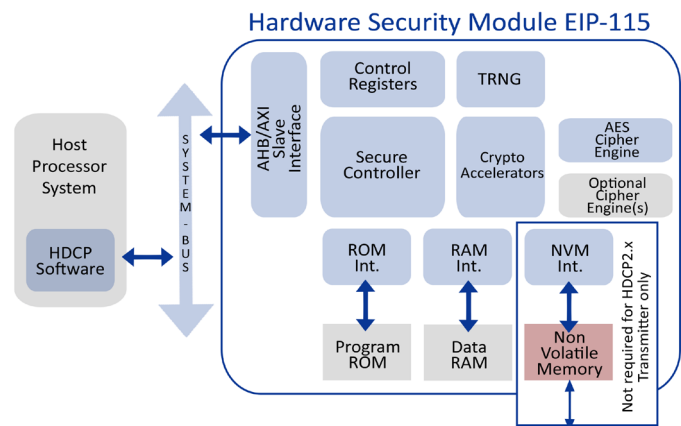 Hardware Security Module EIP-115
Host
Processor
System
HDCP
Software
SYSTEM-BUS
AHB/AXI
Slave
Interface
Control
Registers
TRNG
Secure
Controller
Crypto
Accelerators
AES
Cipher
Engine
Optional
Cipher
Engine(s)
ROM
Int.
RAM
Int.
NVM
Int.
Program
ROM
Data
RAM
Non
Volatile
Memory
Not required for HDCP2.x
Transmitter only